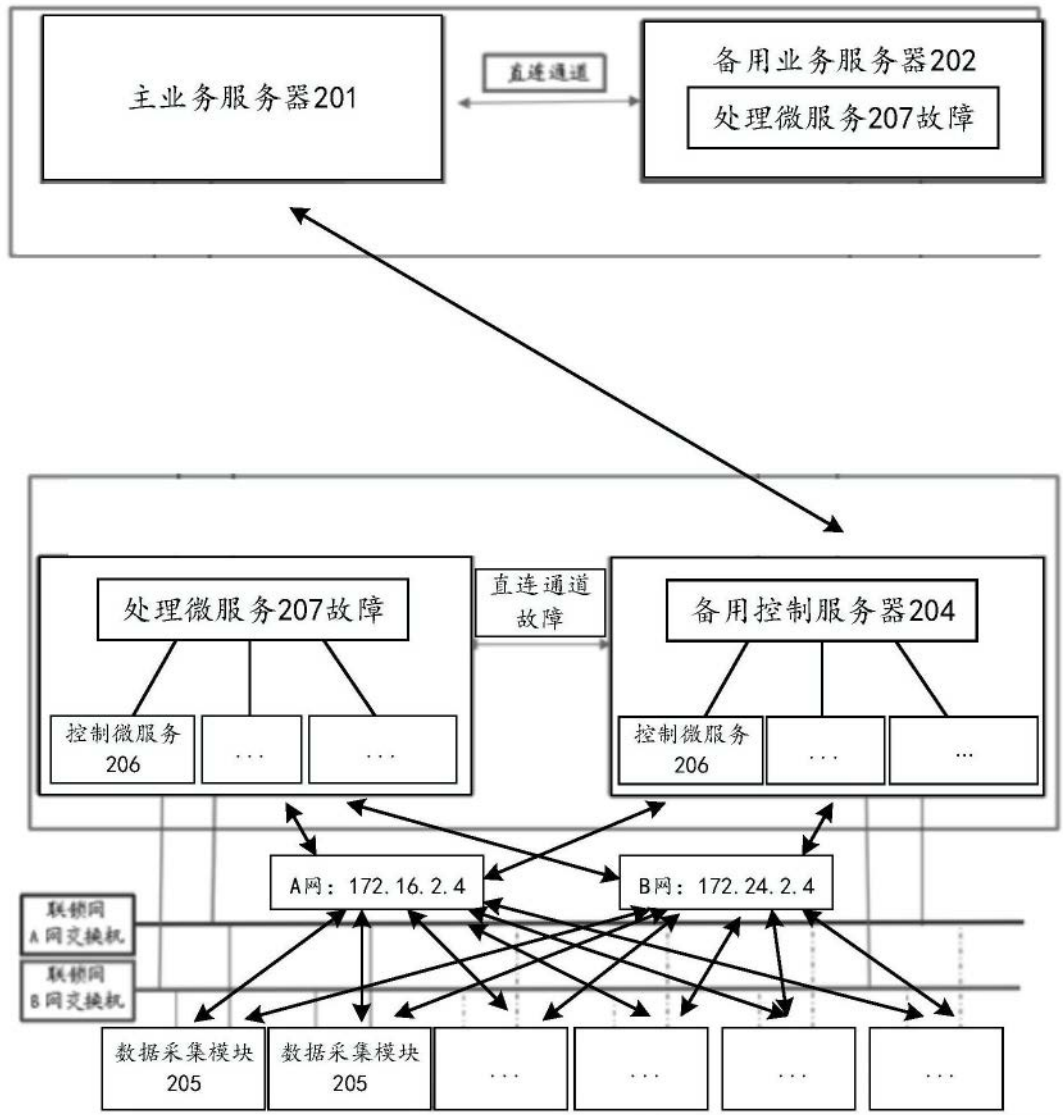 主业务服务器201
直连通道
备用业务服务器202
处理微服务207故障
处理微服务207故障
直连通道
故障
备用控制服务器204
控制微服务
206
...
...
控制微服务
206
...
...
A网：172.16.2.4
B网：172.24.2.4
联锁网
A网交换机
联锁网
B网交换机
数据采集模块
205
数据采集模块
205
...
...
...
...